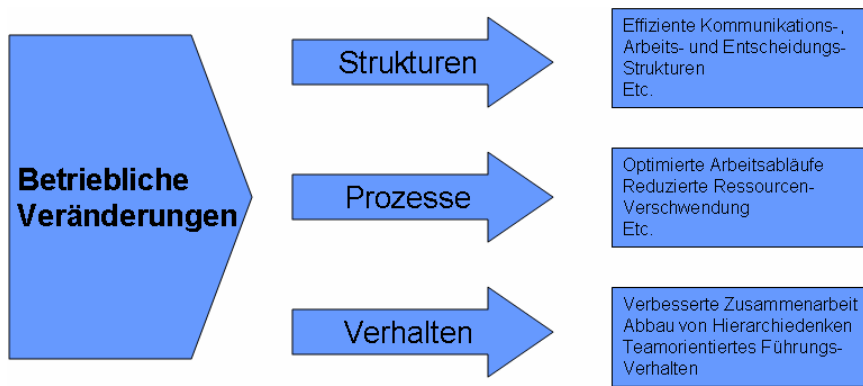 Betriebliche
Veränderungen
Strukturen
Effiziente Kommunikations-,
Arbeits- und Entscheidungs-
Strukturen
Etc.
Prozesse
Optimierte Arbeitsabläufe
Reduzierte Ressourcen-
Verschwendung
Etc.
Verhalten
Verbesserte Zusammenarbeit
Abbau von Hierarchiedenken
Teamorientiertes Führungs-
Verhalten